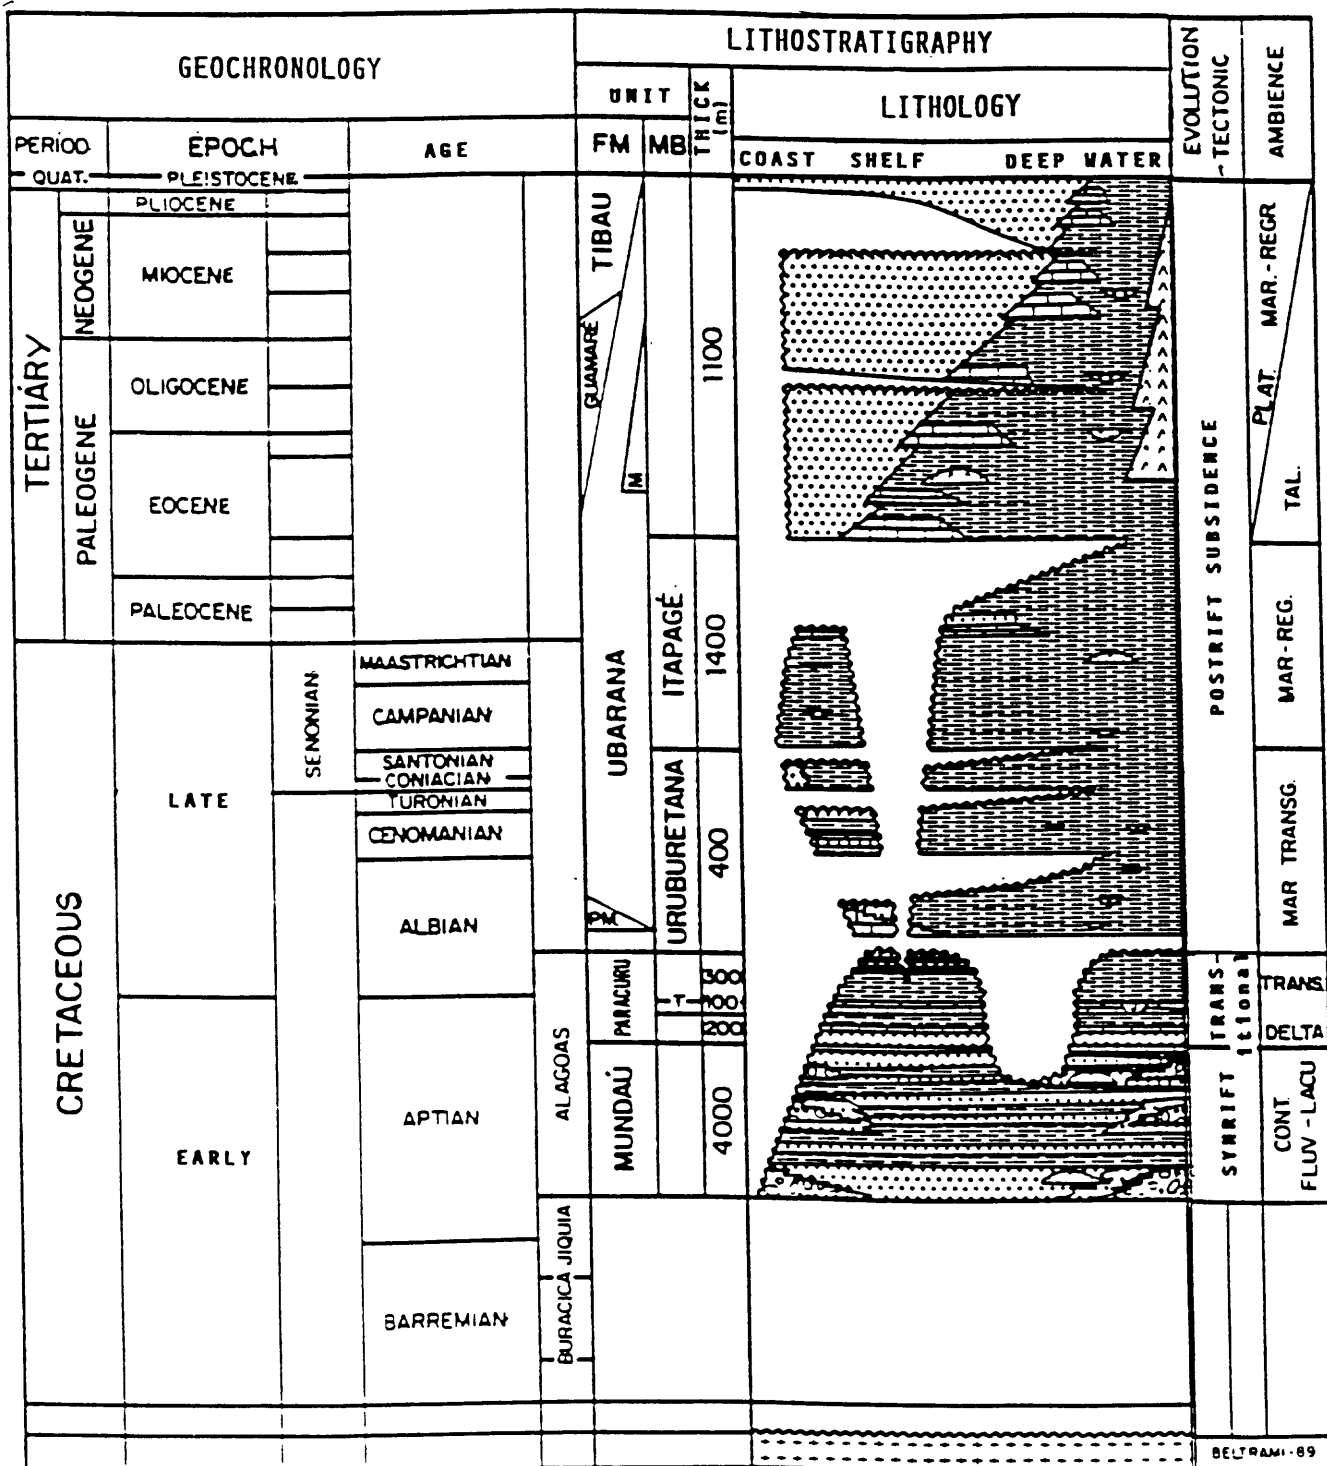 GEOCHRONOLOGY
LITHOSTRATIGRAPHY
EVOLUTION - TECTONIC
AMBIENCE
UNIT
THICK (m)
LITHOLOGY
PERIOD
EPOCH
AGE
FM
MB
COAST SHELF DEEP WATER
QUAT.
PLEISTOCENE
TERTIÁRY
NEOGENE
PALEOGENE
PLIOCENE
MIOCENE
OLIGOCENE
EOCENE
PALEOCENE
CRETACEOUS
LATE
EARLY
SENONIAN
MAASTRICHTIAN
CAMPANIAN
SANTONIAN
CONIACIAN
TURONIAN
CENOMANIAN
ALBIAN
APTIAN
BARREMIAN
ALAGOAS
JIQUIA
BURACICA
TIBAU
GUAMARÉ
M
UBARANA
PM
PARACURU
MUNDAÚ
ITAPAGÉ
URUBURETANA
T
1100
1400
400
300
100
200
4000
POSTRIFT SUBSIDENCE
TRANS-
itional
SYNRIFT
PLAT. MAR.-REGR
TAL.
MAR-REG.
MAR TRANSG.
TRANS.
DELTA
CONT.
FLUV - LACU
BELTRAMI-89